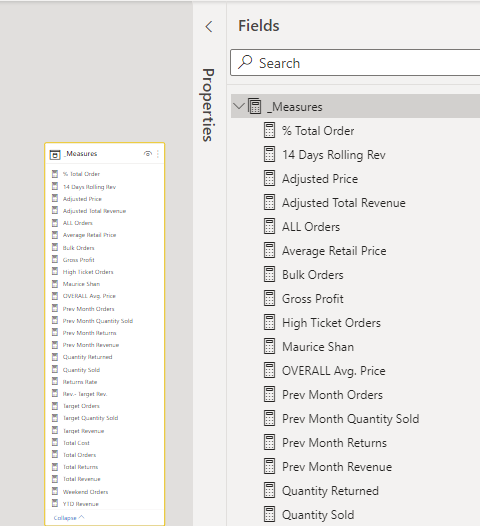 _Measures
% Total Order
14 Days Rolling Rev
Adjusted Price
Adjusted Total Revenue
ALL Orders
Average Retail Price
Bulk Orders
Gross Profit
High Ticket Orders
Maurice Shan
OVERALL Avg. Price
Prev Month Orders
Prev Month Quantity Sold
Prev Month Returns
Prev Month Revenue
Quantity Returned
Quantity Sold
Returns Rate
Rev.- Target Rev.
Target Orders
Target Quantity Sold
Target Revenue
Total Cost
Total Orders
Total Returns
Total Revenue
Weekend Orders
YTD Revenue
Collapse
Properties
Fields
Search
_Measures
% Total Order
14 Days Rolling Rev
Adjusted Price
Adjusted Total Revenue
ALL Orders
Average Retail Price
Bulk Orders
Gross Profit
High Ticket Orders
Maurice Shan
OVERALL Avg. Price
Prev Month Orders
Prev Month Quantity Sold
Prev Month Returns
Prev Month Revenue
Quantity Returned
Quantity Sold